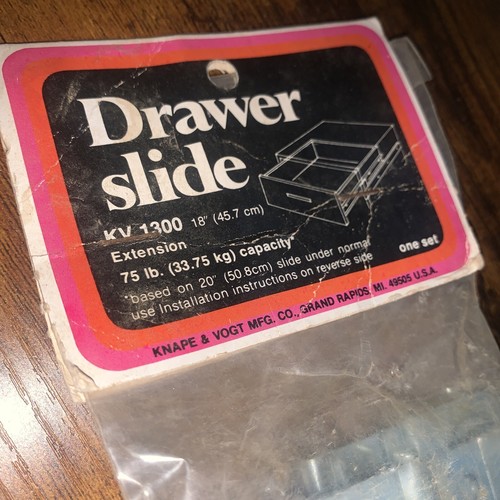 Drawer
slide
KV 1300 18" (45.7 cm)
Extension
75 lb. (33.75 kg) capacity*
*based on 20" (50.8cm) slide under normal
use Installation instructions on reverse side
one set
KNAPE & VOGT MFG. CO., GRAND RAPIDS, MI. 49505 U.S.A.